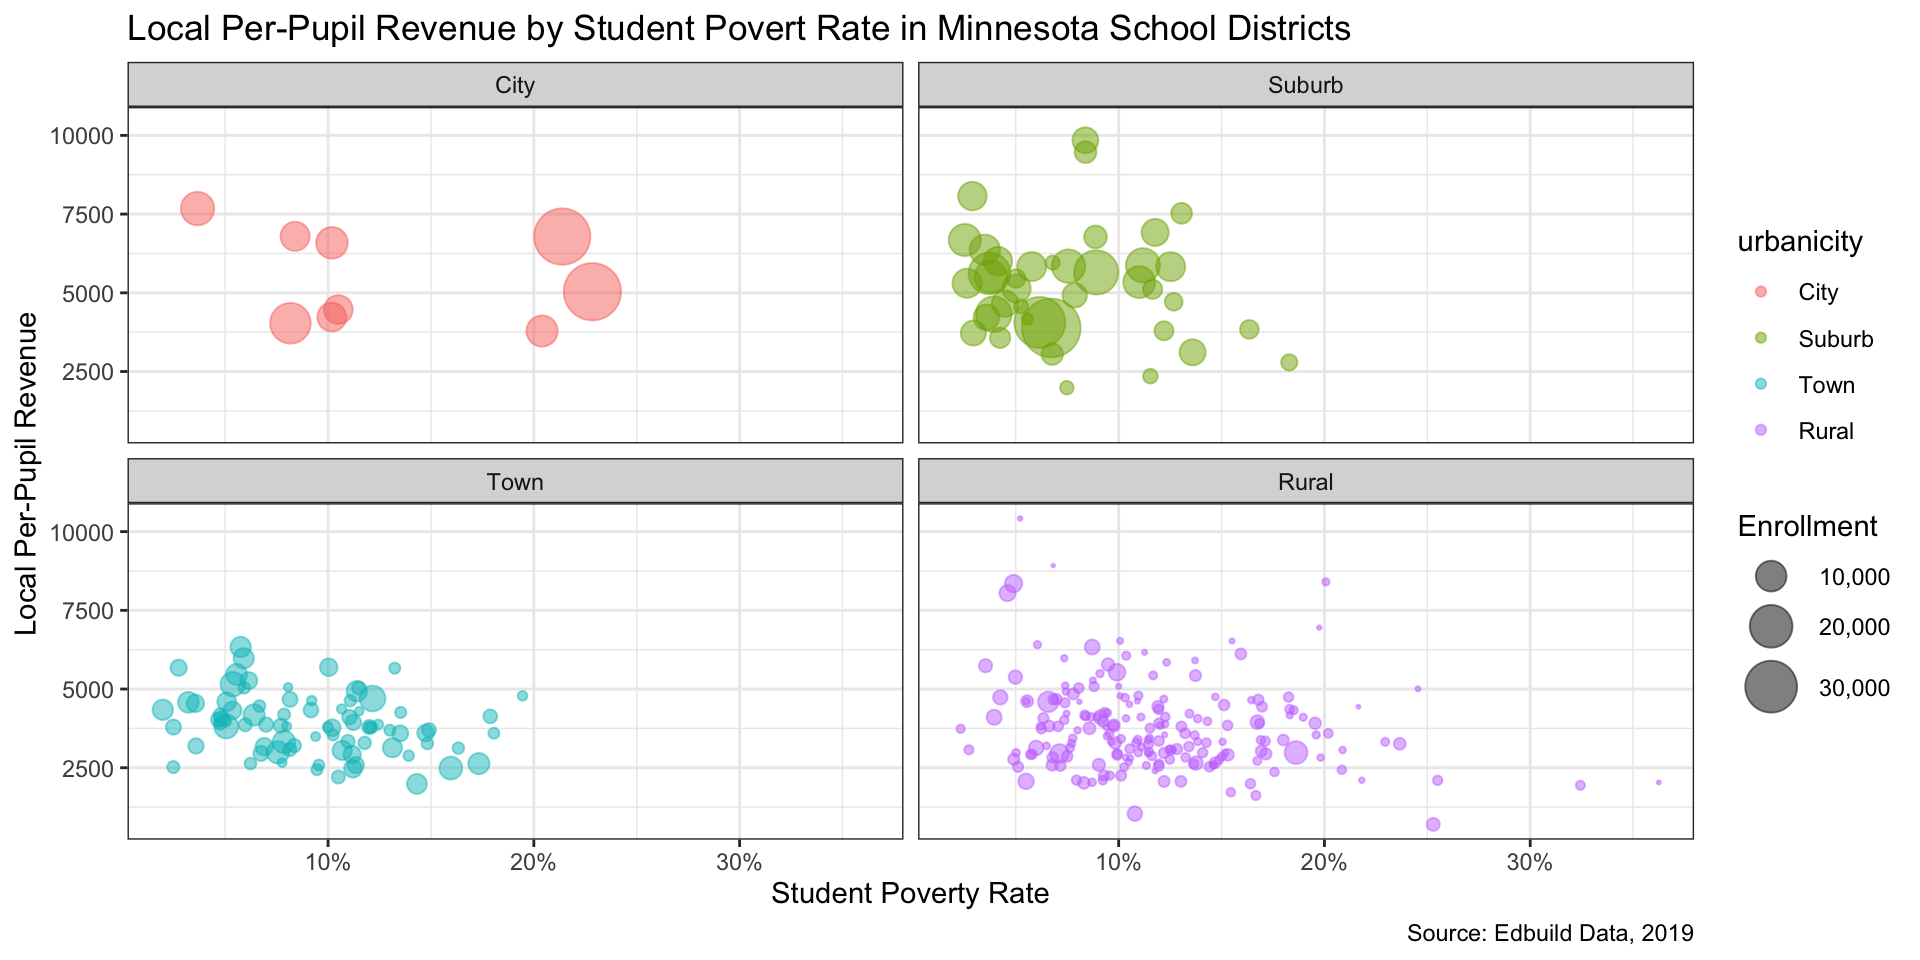 Local Per-Pupil Revenue by Student Povert Rate in Minnesota School Districts
City
Suburb
10000
7500
5000
2500
Town
Rural
10000
7500
5000
2500
10%
20%
30%
10%
20%
30%
Local Per-Pupil Revenue
Student Poverty Rate
urbanicity
City
Suburb
Town
Rural
Enrollment
10,000
20,000
30,000
Source: Edbuild Data, 2019